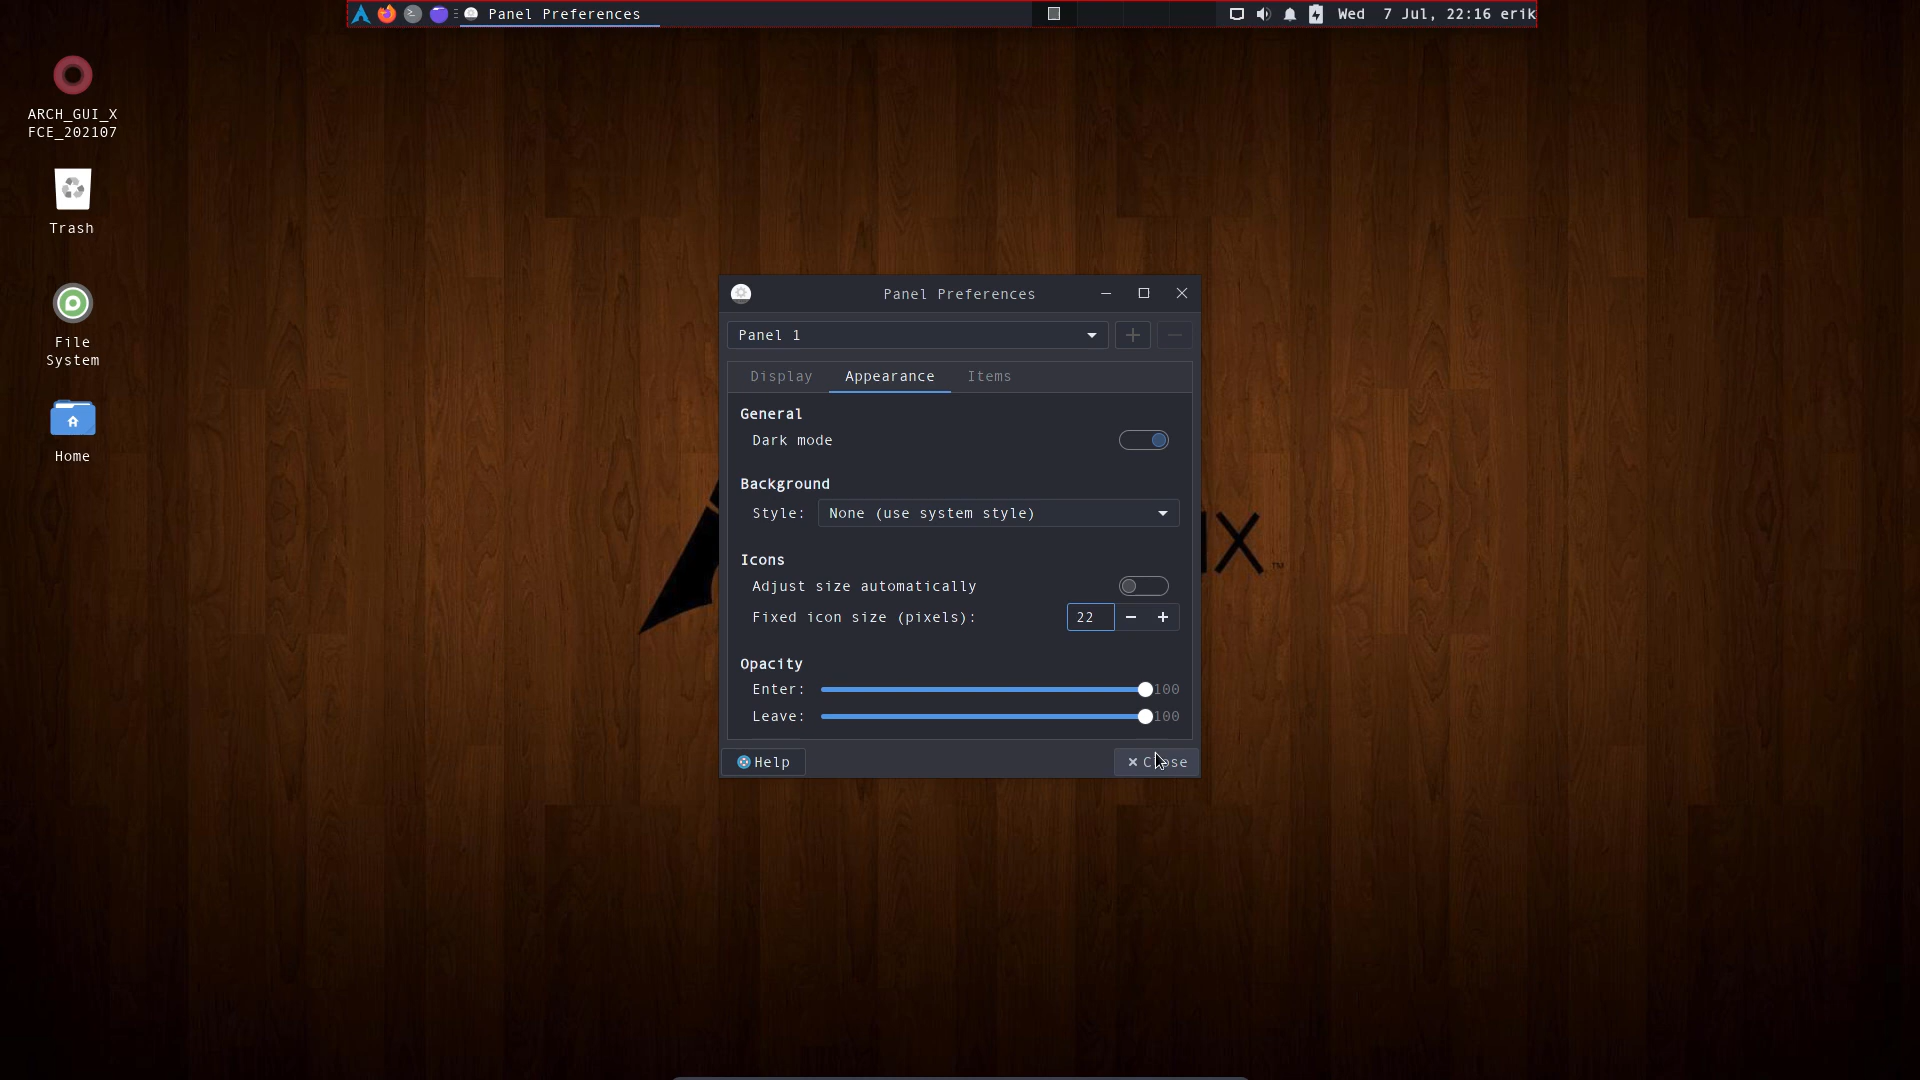 Panel Preferences
Wed  7 Jul, 22:16 erik
ARCH_GUI_X
FCE_202107
Trash
File
System
Home
Panel Preferences
Panel 1
Display Appearance Items
General
Dark mode
Background
Style: None (use system style)
Icons
Adjust size automatically
Fixed icon size (pixels): 22
Opacity
Enter: 100
Leave: 100
Help
IX
™